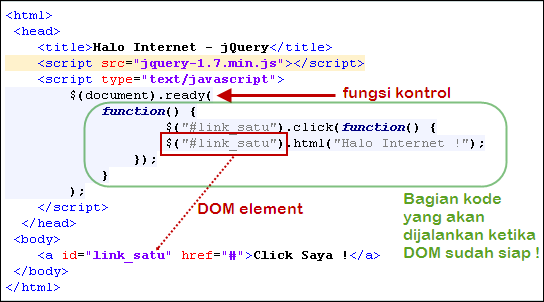 <html>
<head>
<title>Halo Internet - jQuery</title>
<script src="jquery-1.7.min.js"></script>
<script type="text/javascript">
$(document).ready(
fungsi kontrol
function() {
$("#link_satu").click(function() {
$("#link_satu").html("Halo Internet !");
});
}
);
</script>
</head>
<body>
<a id="link_satu" href="#">Click Saya !</a>
</body>
</html>
DOM element
Bagian kode
yang akan
dijalankan ketika
DOM sudah siap !